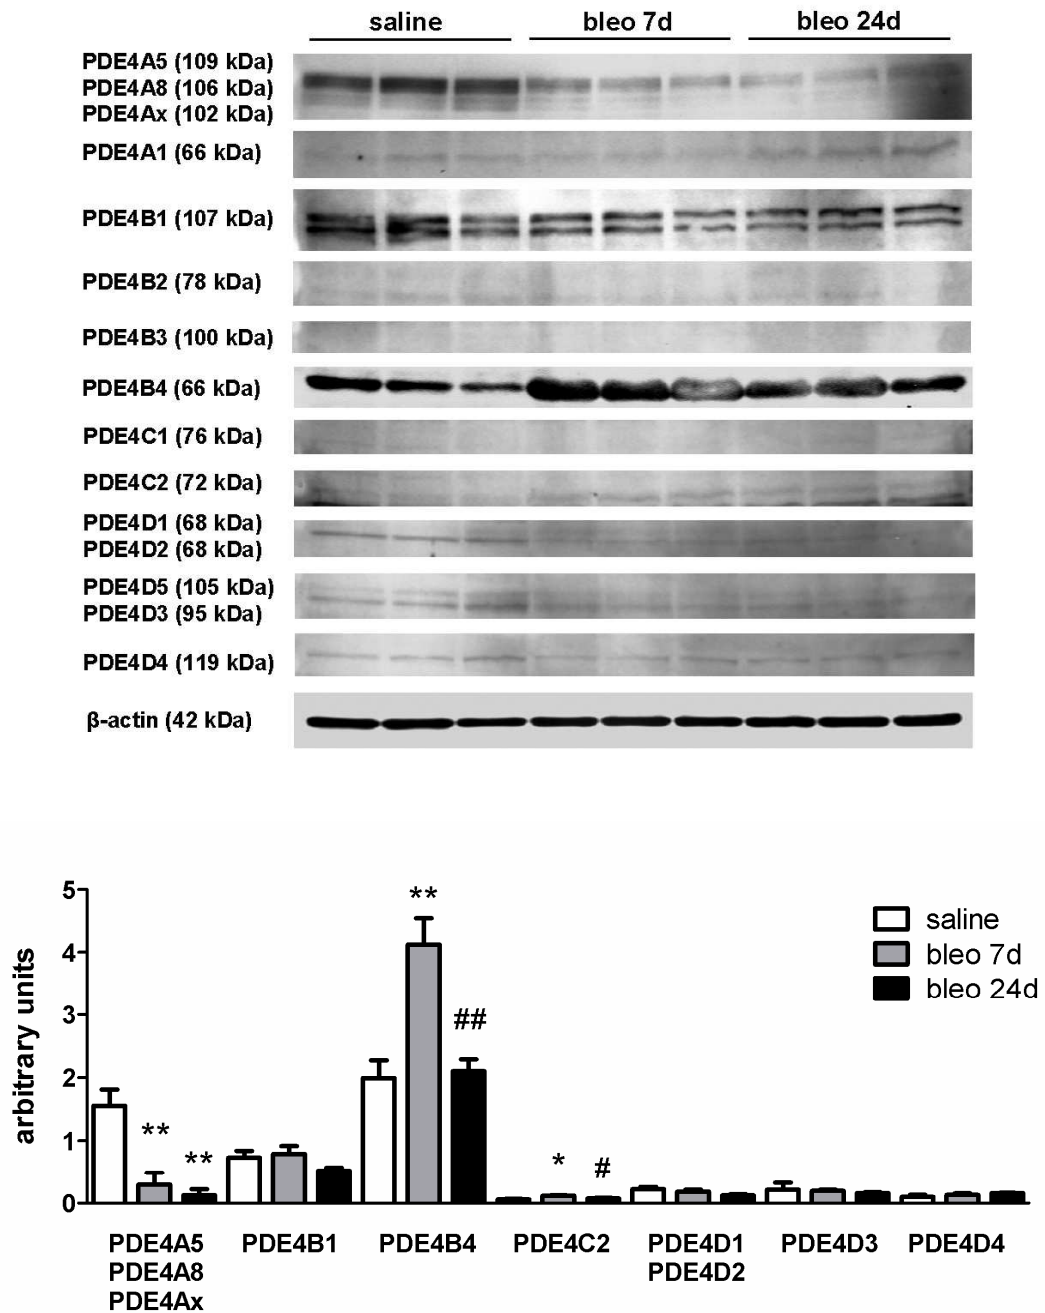 saline bleo 7d bleo 24d
PDE4A5 (109 kDa)
PDE4A8 (106 kDa)
PDE4Ax (102 kDa)
PDE4A1 (66 kDa)
PDE4B1 (107 kDa)
PDE4B2 (78 kDa)
PDE4B3 (100 kDa)
PDE4B4 (66 kDa)
PDE4C1 (76 kDa)
PDE4C2 (72 kDa)
PDE4D1 (68 kDa)
PDE4D2 (68 kDa)
PDE4D5 (105 kDa)
PDE4D3 (95 kDa)
PDE4D4 (119 kDa)
β-actin (42 kDa)
arbitrary units
5
4
3
2
1
0
**
**
**
##
*
#
saline
bleo 7d
bleo 24d
PDE4A5 PDE4B1 PDE4B4 PDE4C2 PDE4D1 PDE4D3 PDE4D4
PDE4A8 PDE4D2
PDE4Ax